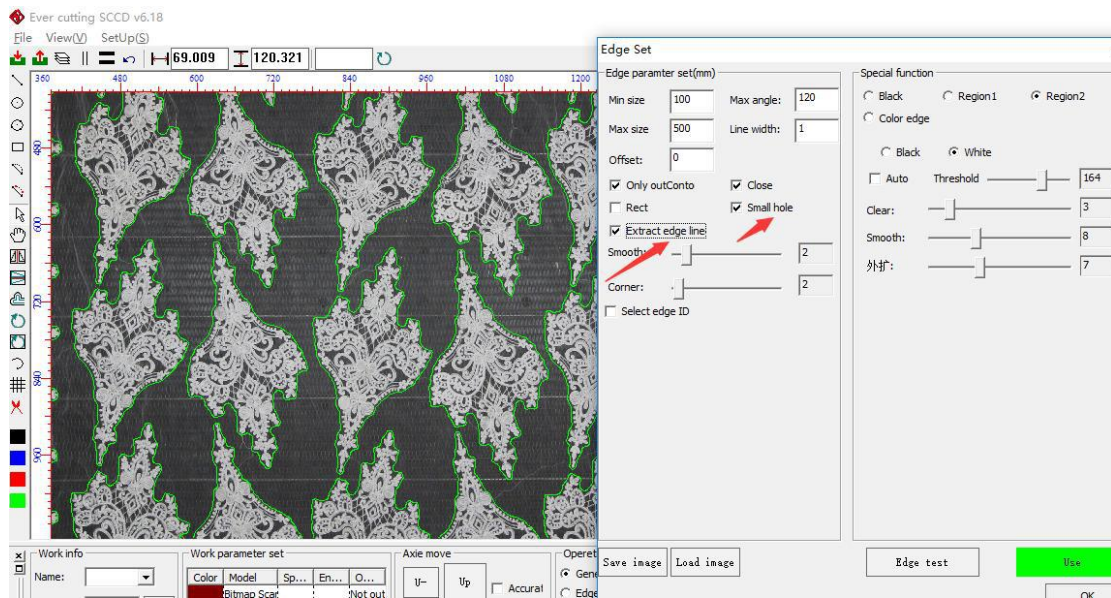 Ever cutting SCCD v6.18
File View(V) SetUp(S)
69.009 120.321
360 480 600 720 840 960 1080 1200
480
600
720
840
960
Edge Set
Edge paramter set(mm)
Min size 100 Max angle: 120
Max size 500 Line width: 1
Offset: 0
Only outConto Close
Rect Small hole
Extract edge line
Smooth: 2
Corner: 2
Select edge ID
Special function
Black Region1 Region2
Color edge
Black White
Auto Threshold 164
Clear: 3
Smooth: 8
外扩: 7
Save image Load image Edge test Use
OK
Work info
Name:
Work parameter set
Color Model Sp... En... O...
Bitmap Scar Not out
Axie move
U- Up Accurat
Operet
Gene
Edge